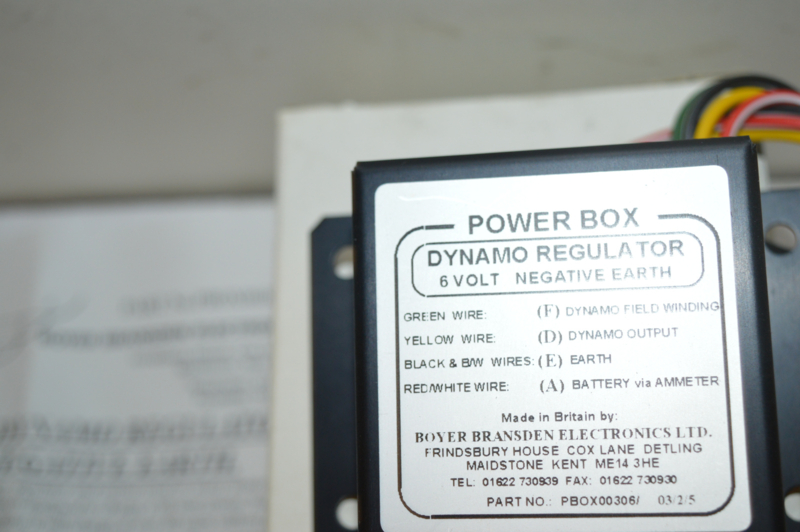 POWER BOX
DYNAMO REGULATOR
6 VOLT NEGATIVE EARTH
GREEN WIRE: (F) DYNAMO FIELD WINDING
YELLOW WIRE: (D) DYNAMO OUTPUT
BLACK & B/W WIRES: (E) EARTH
RED/WHITE WIRE: (A) BATTERY via AMMETER
Made in Britain by:
BOYER BRANSDEN ELECTRONICS LTD.
FRINDSBURY HOUSE COX LANE DETLING
MAIDSTONE KENT ME14 3HE
TEL: 01622 730939 FAX: 01622 730930
PART NO.: PBOX00306/ 03/2/5